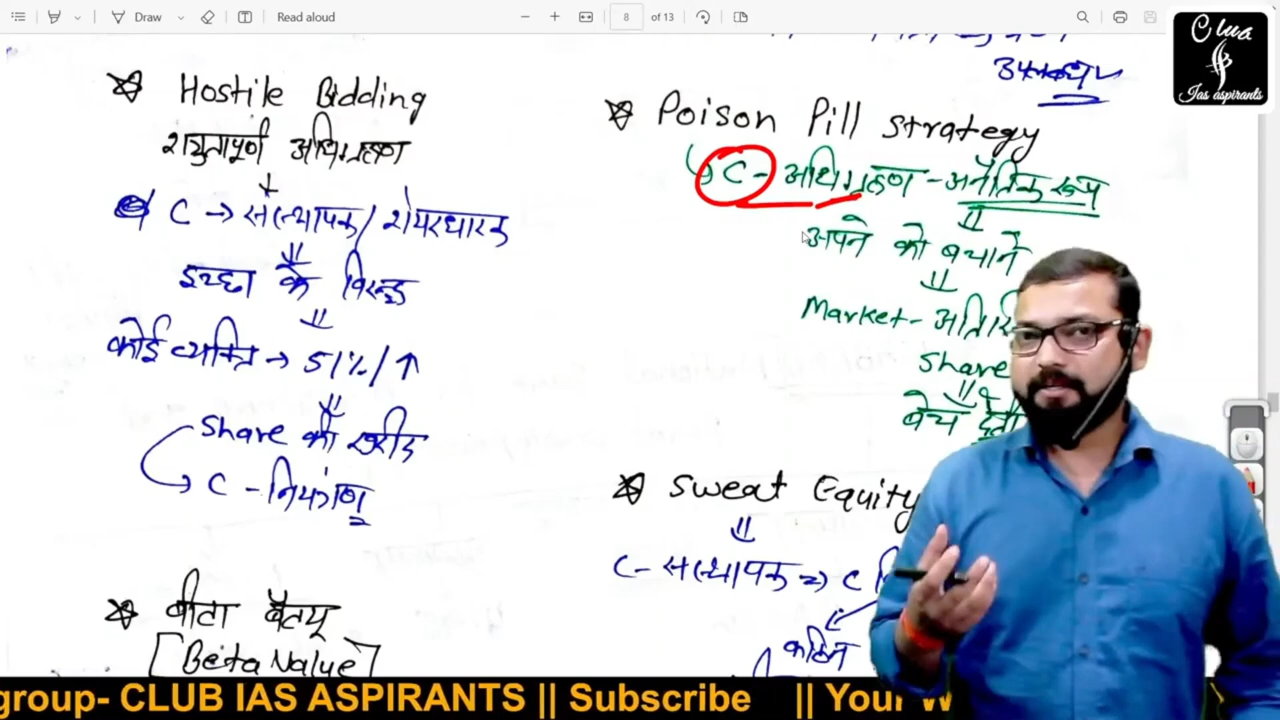 Draw
Read aloud
8
of 13
Club
Ias aspirants
☆ Hostile Bidding
शत्रुतापूर्ण अधिग्रहण
C → संस्थापक / शेयरधारक
इच्छा के विरुद्ध
कोई व्यक्ति → 51% / ↑
share की खरीद
C - नियंत्रण
☆ बीटा वैल्यू
[Beta Value]
☆ Poison Pill strategy
C - अधिग्रहण - अनैतिक रूप
अपने को बचाने
Market -
share
बेच देती
☆ Sweat Equity
C - संस्थापक => C
कठिन
group- CLUB IAS ASPIRANTS || Subscribe || Your W